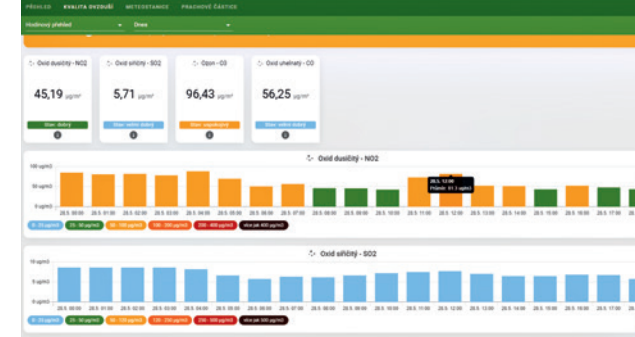 PŘEHLED KVALITA OVZDUŠÍ METEOSTANICE PRACHOVÉ ČÁSTICE
Hodinový přehled Dnes
Oxid dusičitý - NO2 Oxid siřičitý - SO2 Ozon - O3 Oxid uhelnatý - CO
45,19 µg/m³ 5,71 µg/m³ 96,43 µg/m³ 56,25 µg/m³
Stav: dobrý Stav: velmi dobrý Stav: uspokojivý Stav: velmi dobrý
Oxid dusičitý - NO2
100 ug/m3
50 ug/m3
0 ug/m3
28.5. 12:00
Průměr: 81.3 ug/m3
28.5. 00:00 28.5. 01:00 28.5. 02:00 28.5. 03:00 28.5. 04:00 28.5. 05:00 28.5. 06:00 28.5. 07:00 28.5. 08:00 28.5. 09:00 28.5. 10:00 28.5. 11:00 28.5. 12:00 28.5. 13:00 28.5. 14:00 28.5. 15:00 28.5. 16:00 28.5. 17:00
0 - 25 µg/m3 25 - 50 µg/m3 50 - 100 µg/m3 100 - 200 µg/m3 200 - 400 µg/m3 více jak 400 µg/m3
Oxid siřičitý - SO2
10 ug/m3
5 ug/m3
0 ug/m3
28.5. 00:00 28.5. 01:00 28.5. 02:00 28.5. 03:00 28.5. 04:00 28.5. 05:00 28.5. 06:00 28.5. 07:00 28.5. 08:00 28.5. 09:00 28.5. 10:00 28.5. 11:00 28.5. 12:00 28.5. 13:00 28.5. 14:00 28.5. 15:00 28.5. 16:00 28.5. 17:00
0 - 25 µg/m3 25 - 50 µg/m3 50 - 120 µg/m3 120 - 250 µg/m3 250 - 500 µg/m3 více jak 500 µg/m3